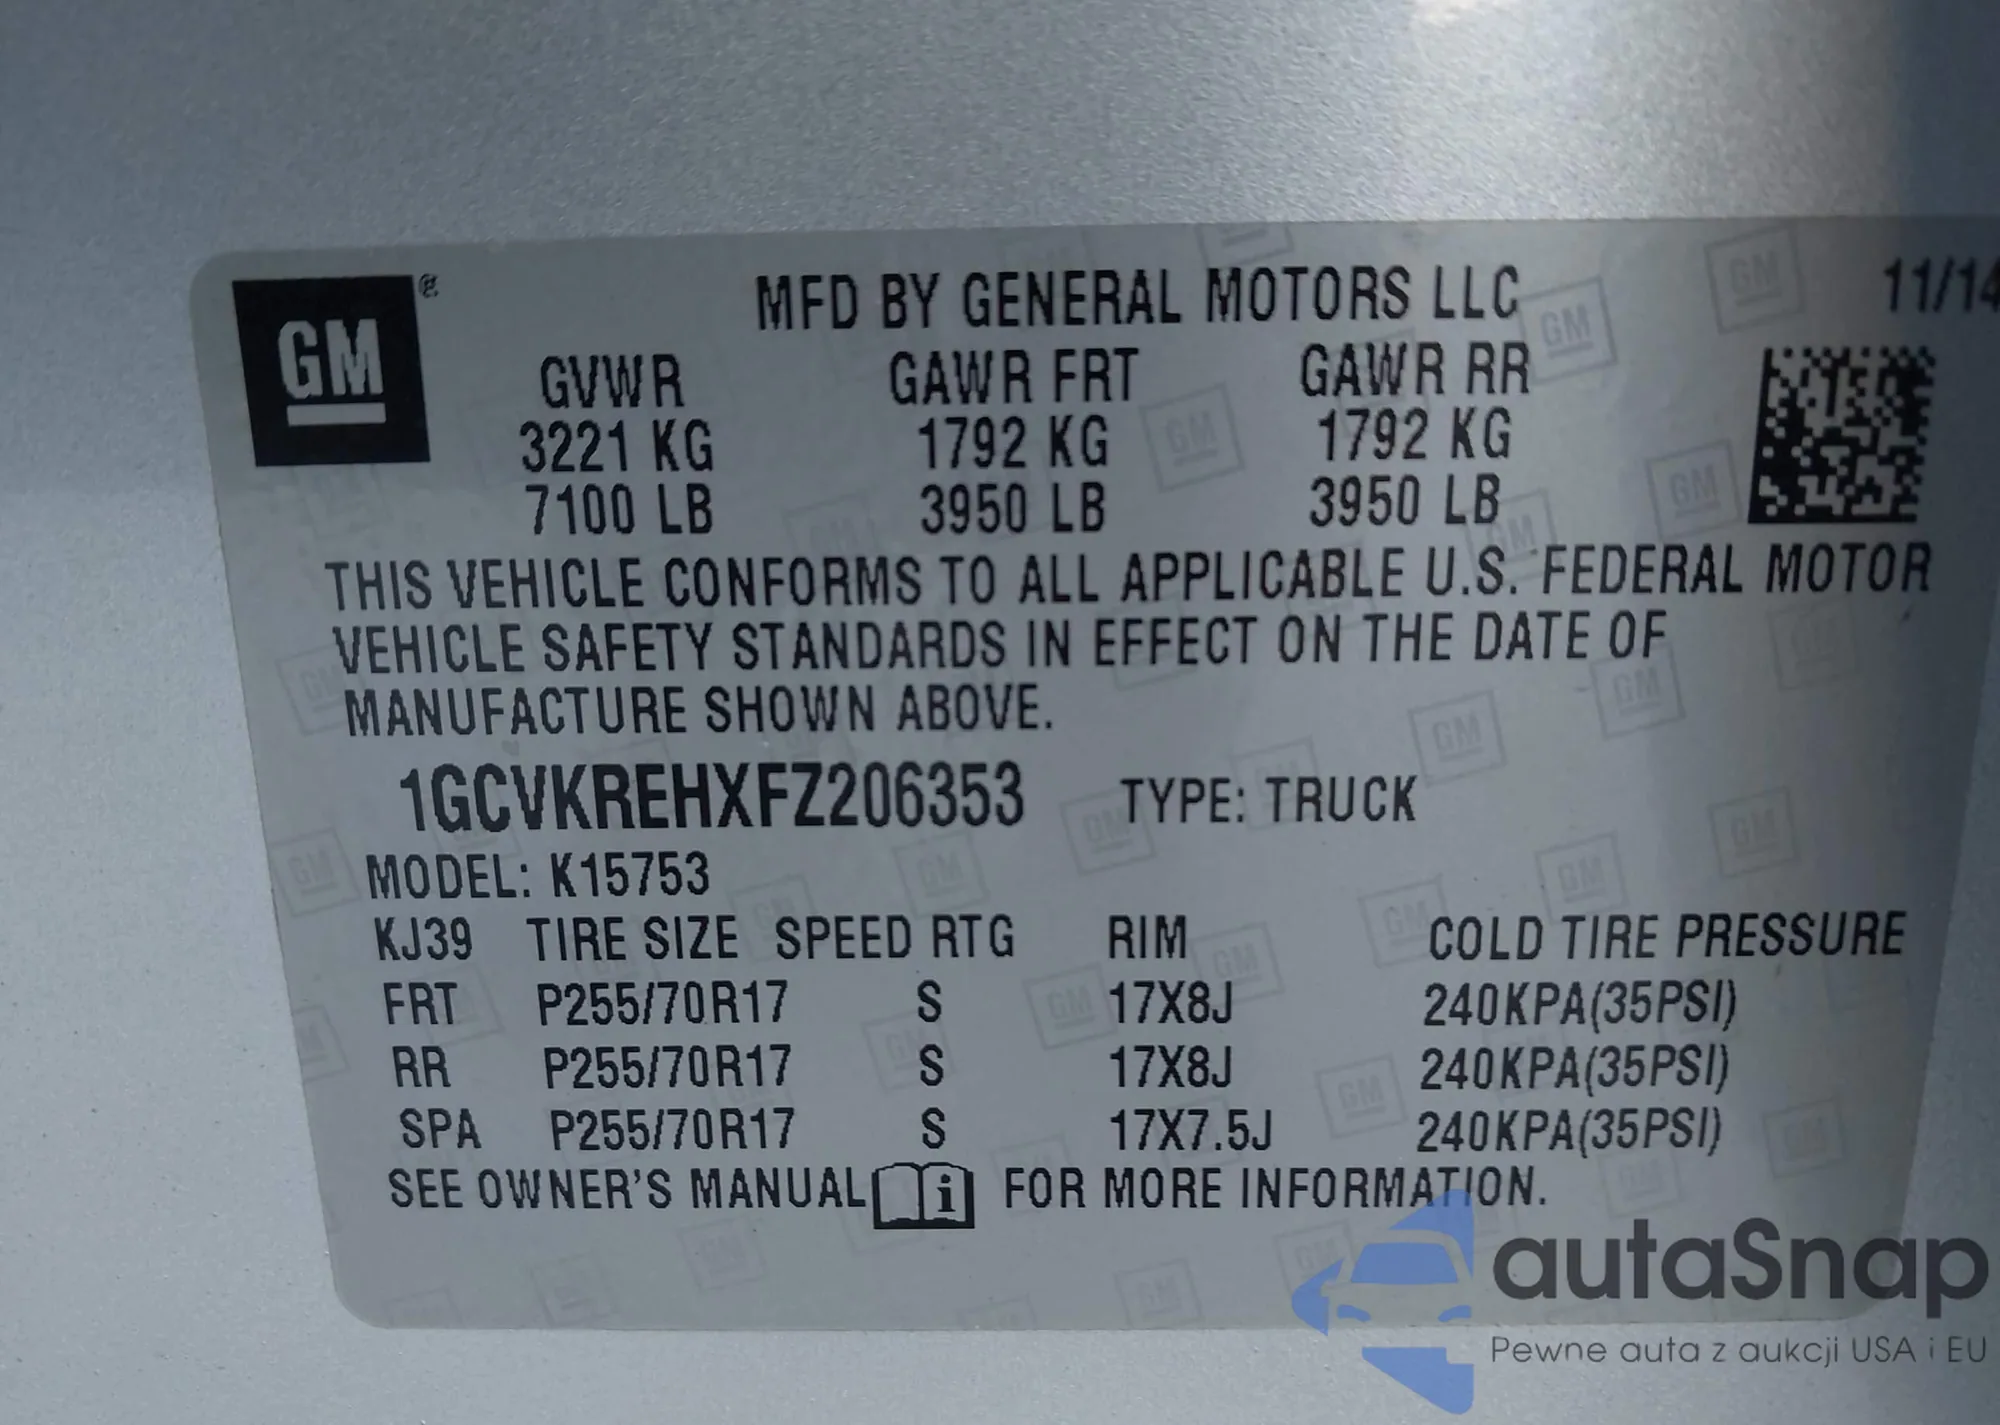 GM
MFD BY GENERAL MOTORS LLC 11/14
GVWR GAWR FRT GAWR RR
3221 KG 1792 KG 1792 KG
7100 LB 3950 LB 3950 LB
THIS VEHICLE CONFORMS TO ALL APPLICABLE U.S. FEDERAL MOTOR
VEHICLE SAFETY STANDARDS IN EFFECT ON THE DATE OF
MANUFACTURE SHOWN ABOVE.
1GCVKREHXFZ206353 TYPE: TRUCK
MODEL: K15753
KJ39 TIRE SIZE SPEED RTG RIM COLD TIRE PRESSURE
FRT P255/70R17 S 17X8J 240KPA(35PSI)
RR P255/70R17 S 17X8J 240KPA(35PSI)
SPA P255/70R17 S 17X7.5J 240KPA(35PSI)
SEE OWNER'S MANUAL i FOR MORE INFORMATION.
autaSnap
Pewne auta z aukcji USA i EU